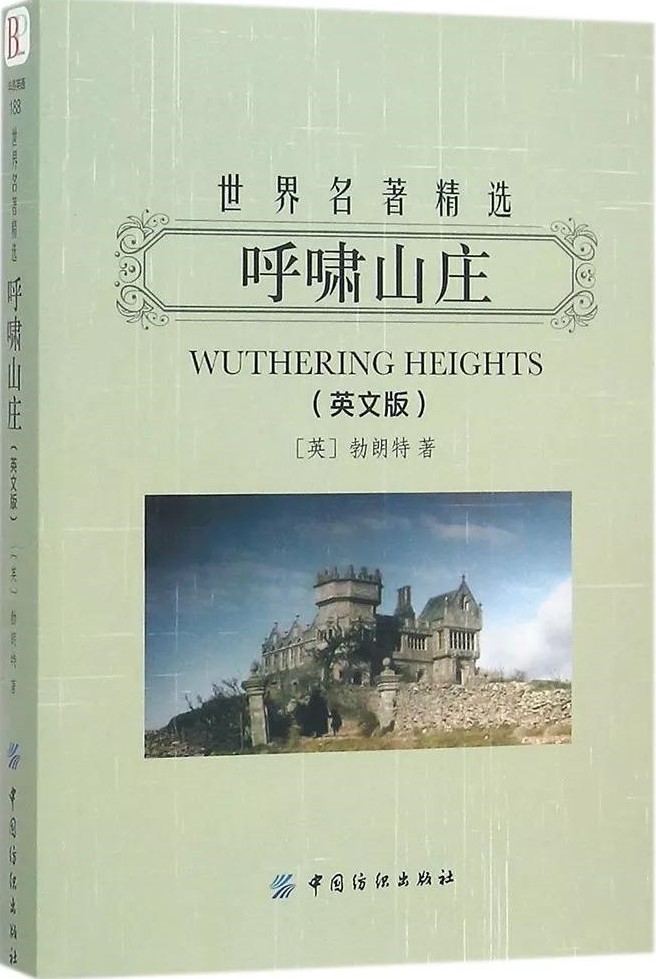 世界名著精选
呼啸山庄
WUTHERING HEIGHTS
（英文版）
［英］勃朗特 著
中国纺织出版社
188
世界名著精选
呼啸山庄
（英文版）
［英］勃朗特 著
中国纺织出版社